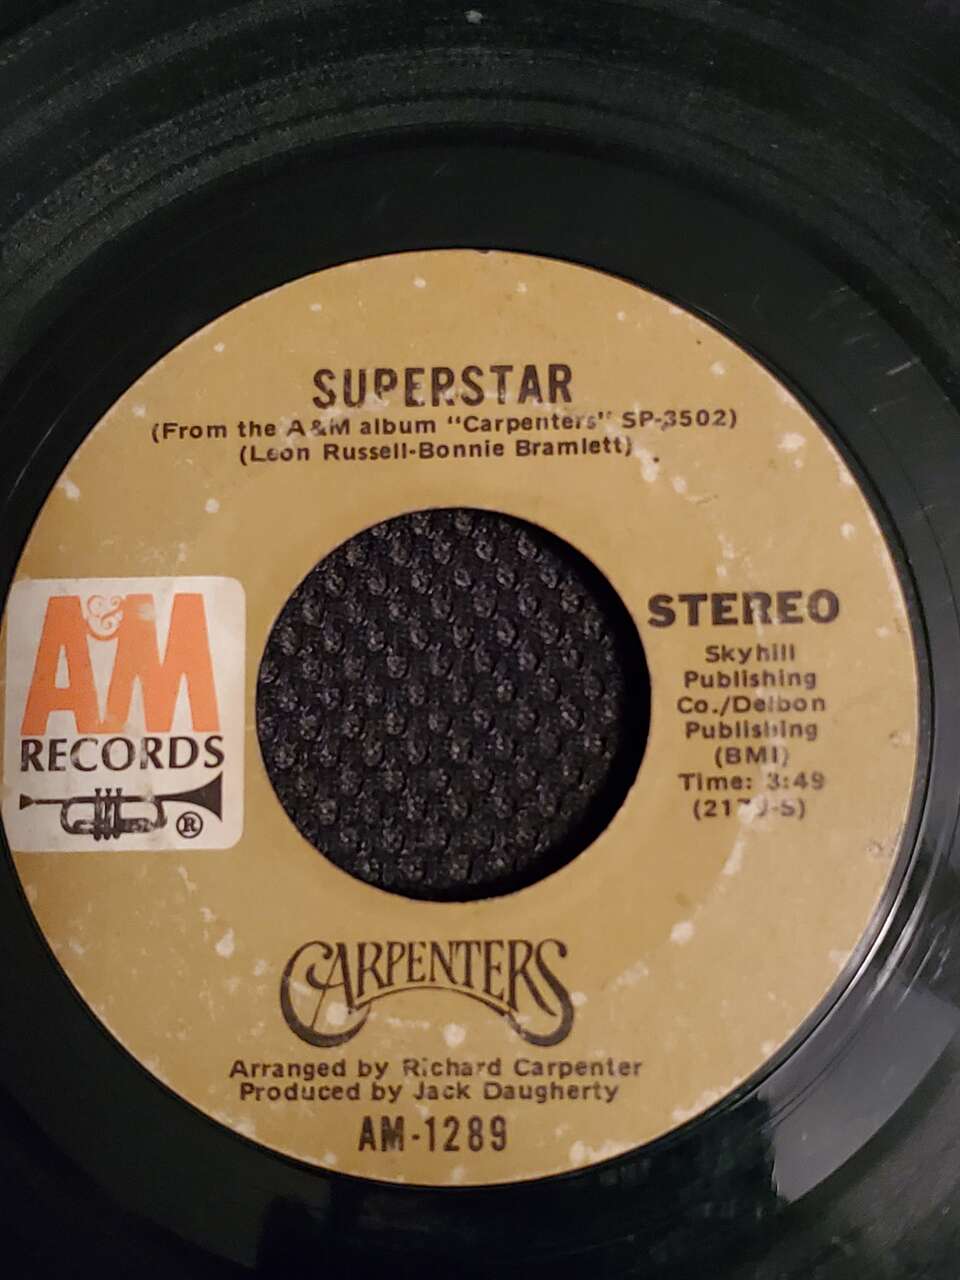 SUPERSTAR
(From the A&M album "Carpenters" SP-3502)
(Leon Russell-Bonnie Bramlett)
A&M
RECORDS
®
STEREO
Skyhill
Publishing
Co./Delbon
Publishing
(BMI)
Time: 3:49
CARPENTERS
Arranged by Richard Carpenter
Produced by Jack Daugherty
AM-1289